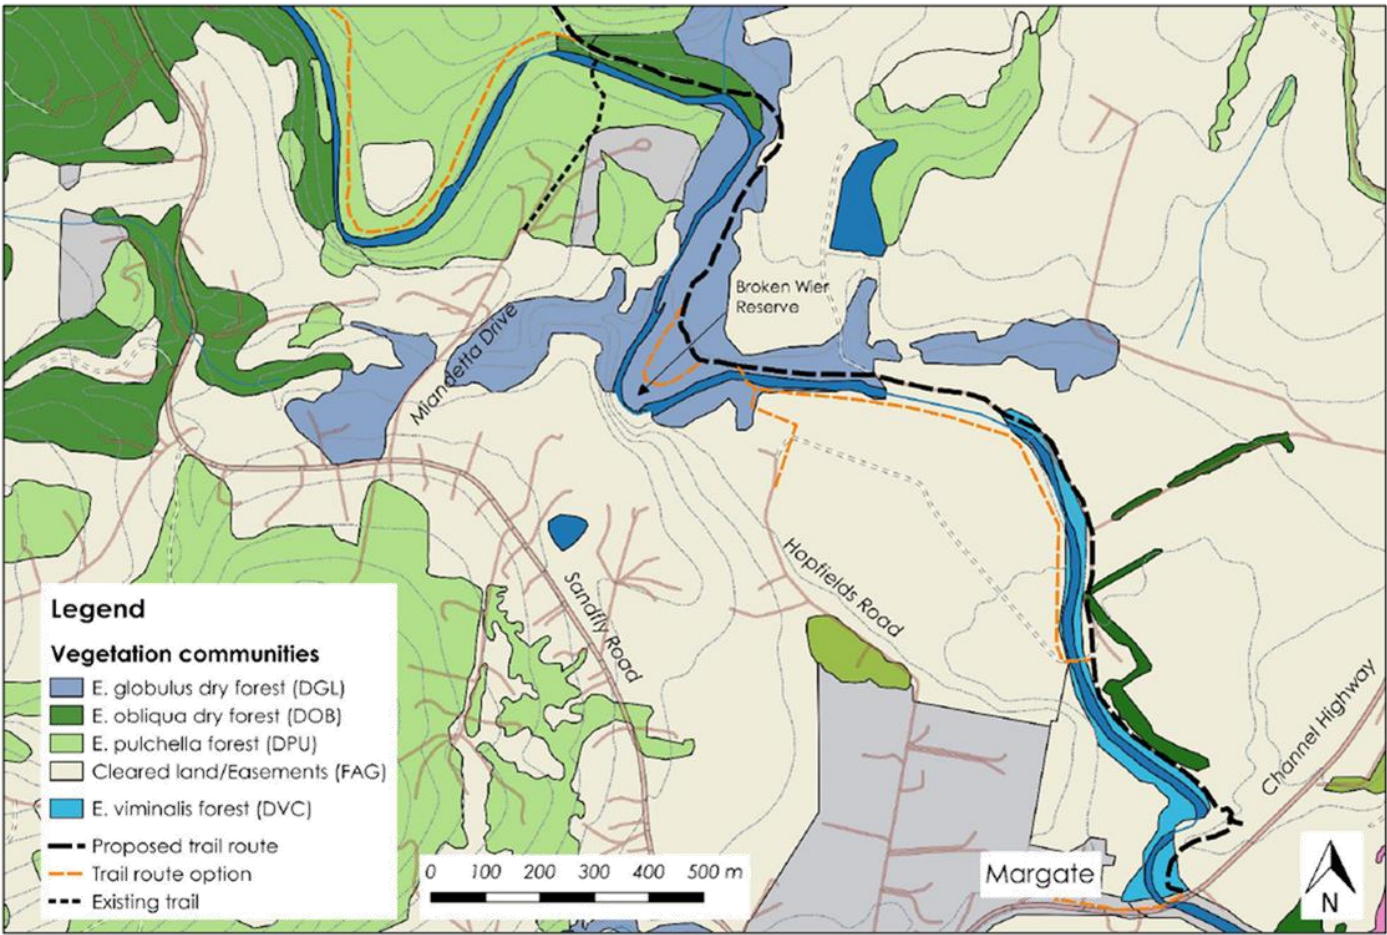 Broken Wier
Reserve
Miandetta Drive
Hopfields Road
Sandfly Road
Channel Highway
Legend
Vegetation communities
E. globulus dry forest (DGL)
E. obliqua dry forest (DOB)
E. pulchella forest (DPU)
Cleared land/Easements (FAG)
E. viminalis forest (DVC)
Proposed trail route
Trail route option
Existing trail
0 100 200 300 400 500 m
Margate
N